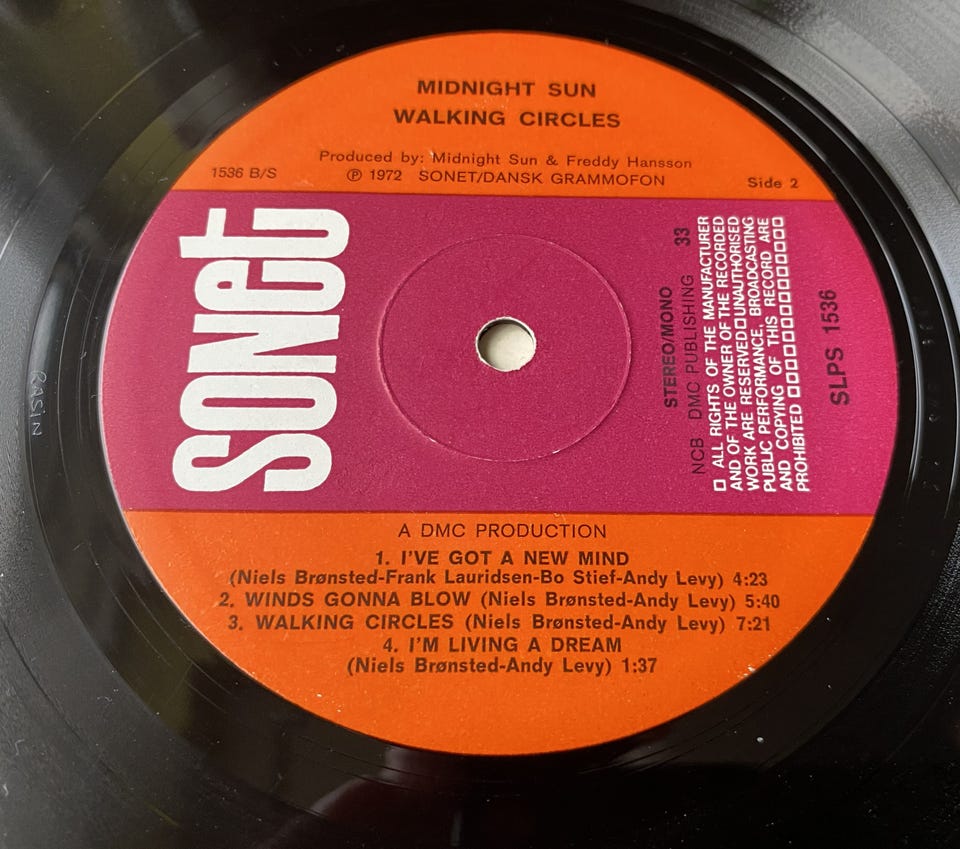 MIDNIGHT SUN
WALKING CIRCLES
Produced by: Midnight Sun & Freddy Hansson
1536 B/S
℗ 1972 SONET/DANSK GRAMMOFON
Side 2
sonet
STEREO/MONO 33
NCB DMC PUBLISHING
□ ALL RIGHTS OF THE MANUFACTURER
AND OF THE OWNER OF THE RECORDED
WORK ARE RESERVED□UNAUTHORISED
PUBLIC PERFORMANCE, BROADCASTING
AND COPYING OF THIS RECORD ARE
PROHIBITED □□□□□□□□□□□□□
SLPS 1536
A DMC PRODUCTION
1. I'VE GOT A NEW MIND
(Niels Brønsted-Frank Lauridsen-Bo Stief-Andy Levy) 4:23
2. WINDS GONNA BLOW (Niels Brønsted-Andy Levy) 5:40
3. WALKING CIRCLES (Niels Brønsted-Andy Levy) 7:21
4. I'M LIVING A DREAM
(Niels Brønsted-Andy Levy) 1:37
RASIN